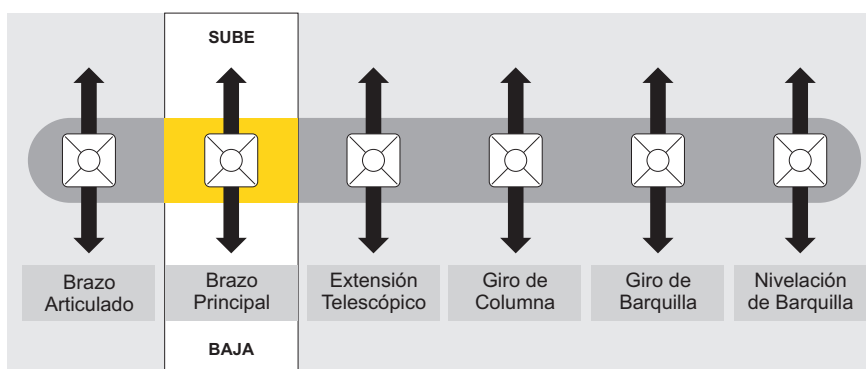 SUBE
Brazo
Articulado
Brazo
Principal
Extensión
Telescópico
Giro de
Columna
Giro de
Barquilla
Nivelación
de Barquilla
BAJA